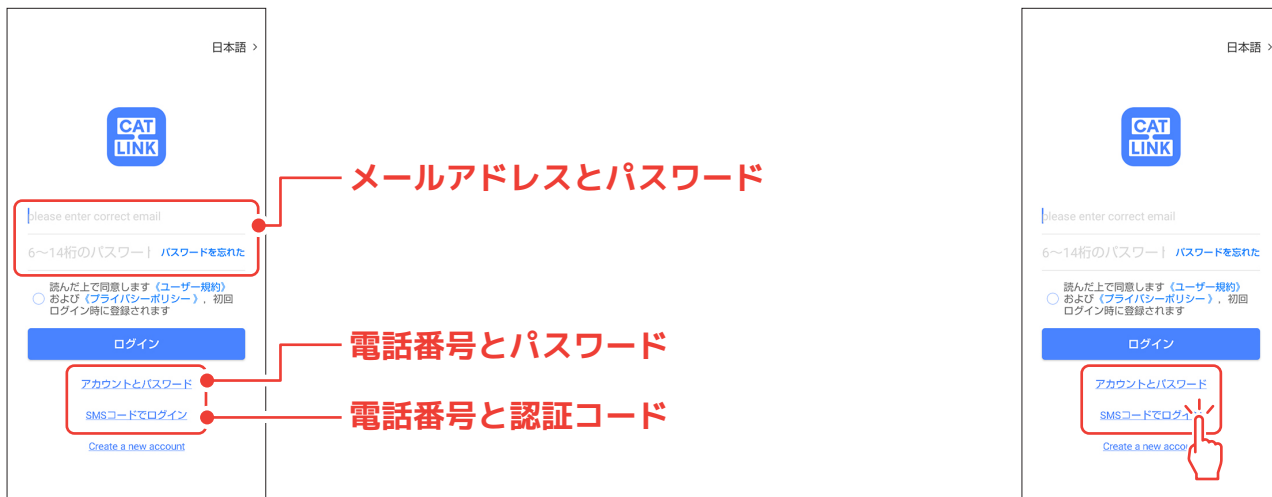 日本語 >
CAT
LINK
メールアドレスとパスワード
please enter correct email
6〜14桁のパスワー パスワードを忘れた
読んだ上で同意します《ユーザー規約》
および《プライバシーポリシー》，初回
ログイン時に登録されます
ログイン
電話番号とパスワード
アカウントとパスワード
SMSコードでログイン
電話番号と認証コード
Create a new account
日本語 >
CAT
LINK
please enter correct email
6〜14桁のパスワー パスワードを忘れた
読んだ上で同意します《ユーザー規約》
および《プライバシーポリシー》，初回
ログイン時に登録されます
ログイン
アカウントとパスワード
SMSコードでログイ
Create a new